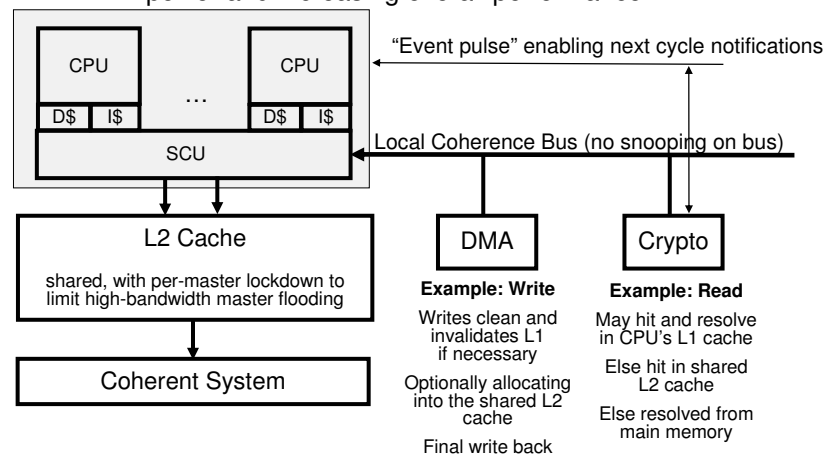 “Event pulse” enabling next cycle notifications
CPU
CPU
...
D$ I$
D$ I$
SCU
Local Coherence Bus (no snooping on bus)
L2 Cache
shared, with per-master lockdown to
limit high-bandwidth master flooding
Coherent System
DMA
Example: Write
Writes clean and
invalidates L1
if necessary
Optionally allocating
into the shared L2
cache
Final write back
Crypto
Example: Read
May hit and resolve
in CPU's L1 cache
Else hit in shared
L2 cache
Else resolved from
main memory